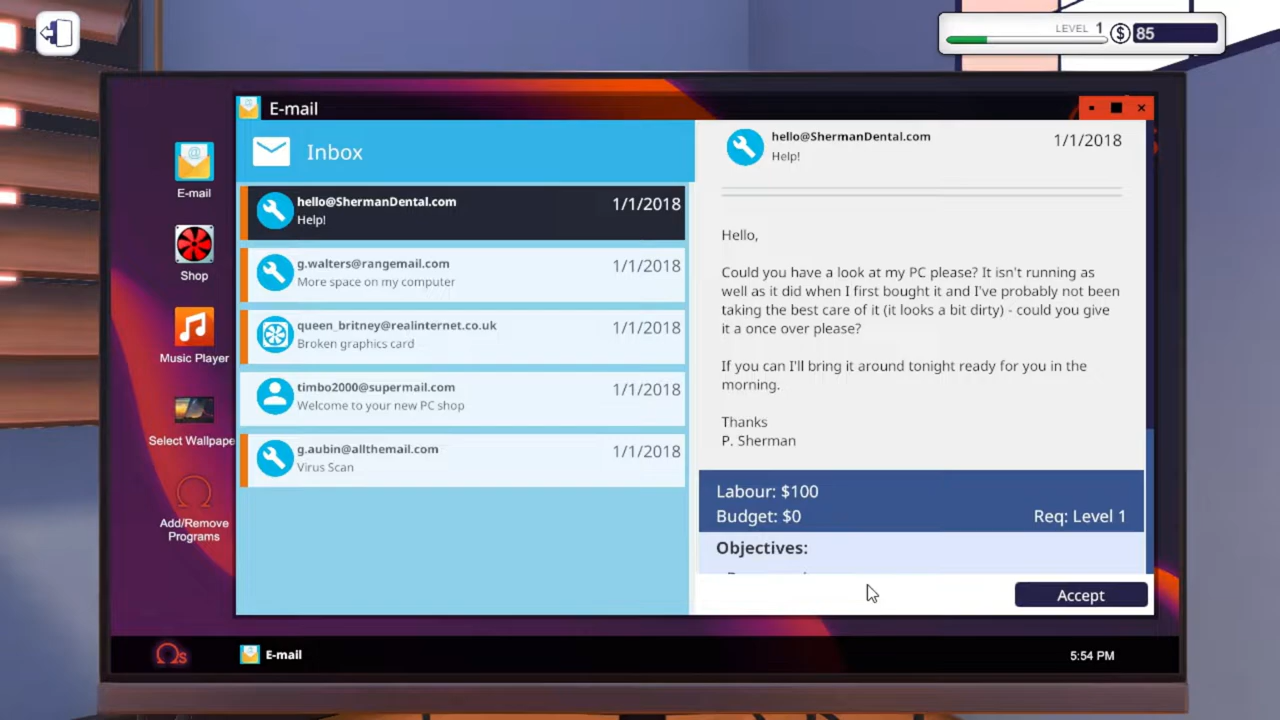 LEVEL 1 $ 85
E-mail
Inbox
hello@ShermanDental.com 1/1/2018
Help!
g.walters@rangemail.com 1/1/2018
More space on my computer
queen_britney@realinternet.co.uk 1/1/2018
Broken graphics card
timbo2000@supermail.com 1/1/2018
Welcome to your new PC shop
g.aubin@allthemail.com 1/1/2018
Virus Scan
hello@ShermanDental.com 1/1/2018
Help!
Hello,
Could you have a look at my PC please? It isn't running as
well as it did when I first bought it and I've probably not been
taking the best care of it (it looks a bit dirty) - could you give
it a once over please?
If you can I'll bring it around tonight ready for you in the
morning.
Thanks
P. Sherman
Labour: $100
Budget: $0 Req: Level 1
Objectives:
Accept
E-mail
Shop
Music Player
Select Wallpape
Add/Remove
Programs
Ωs
E-mail
5:54 PM